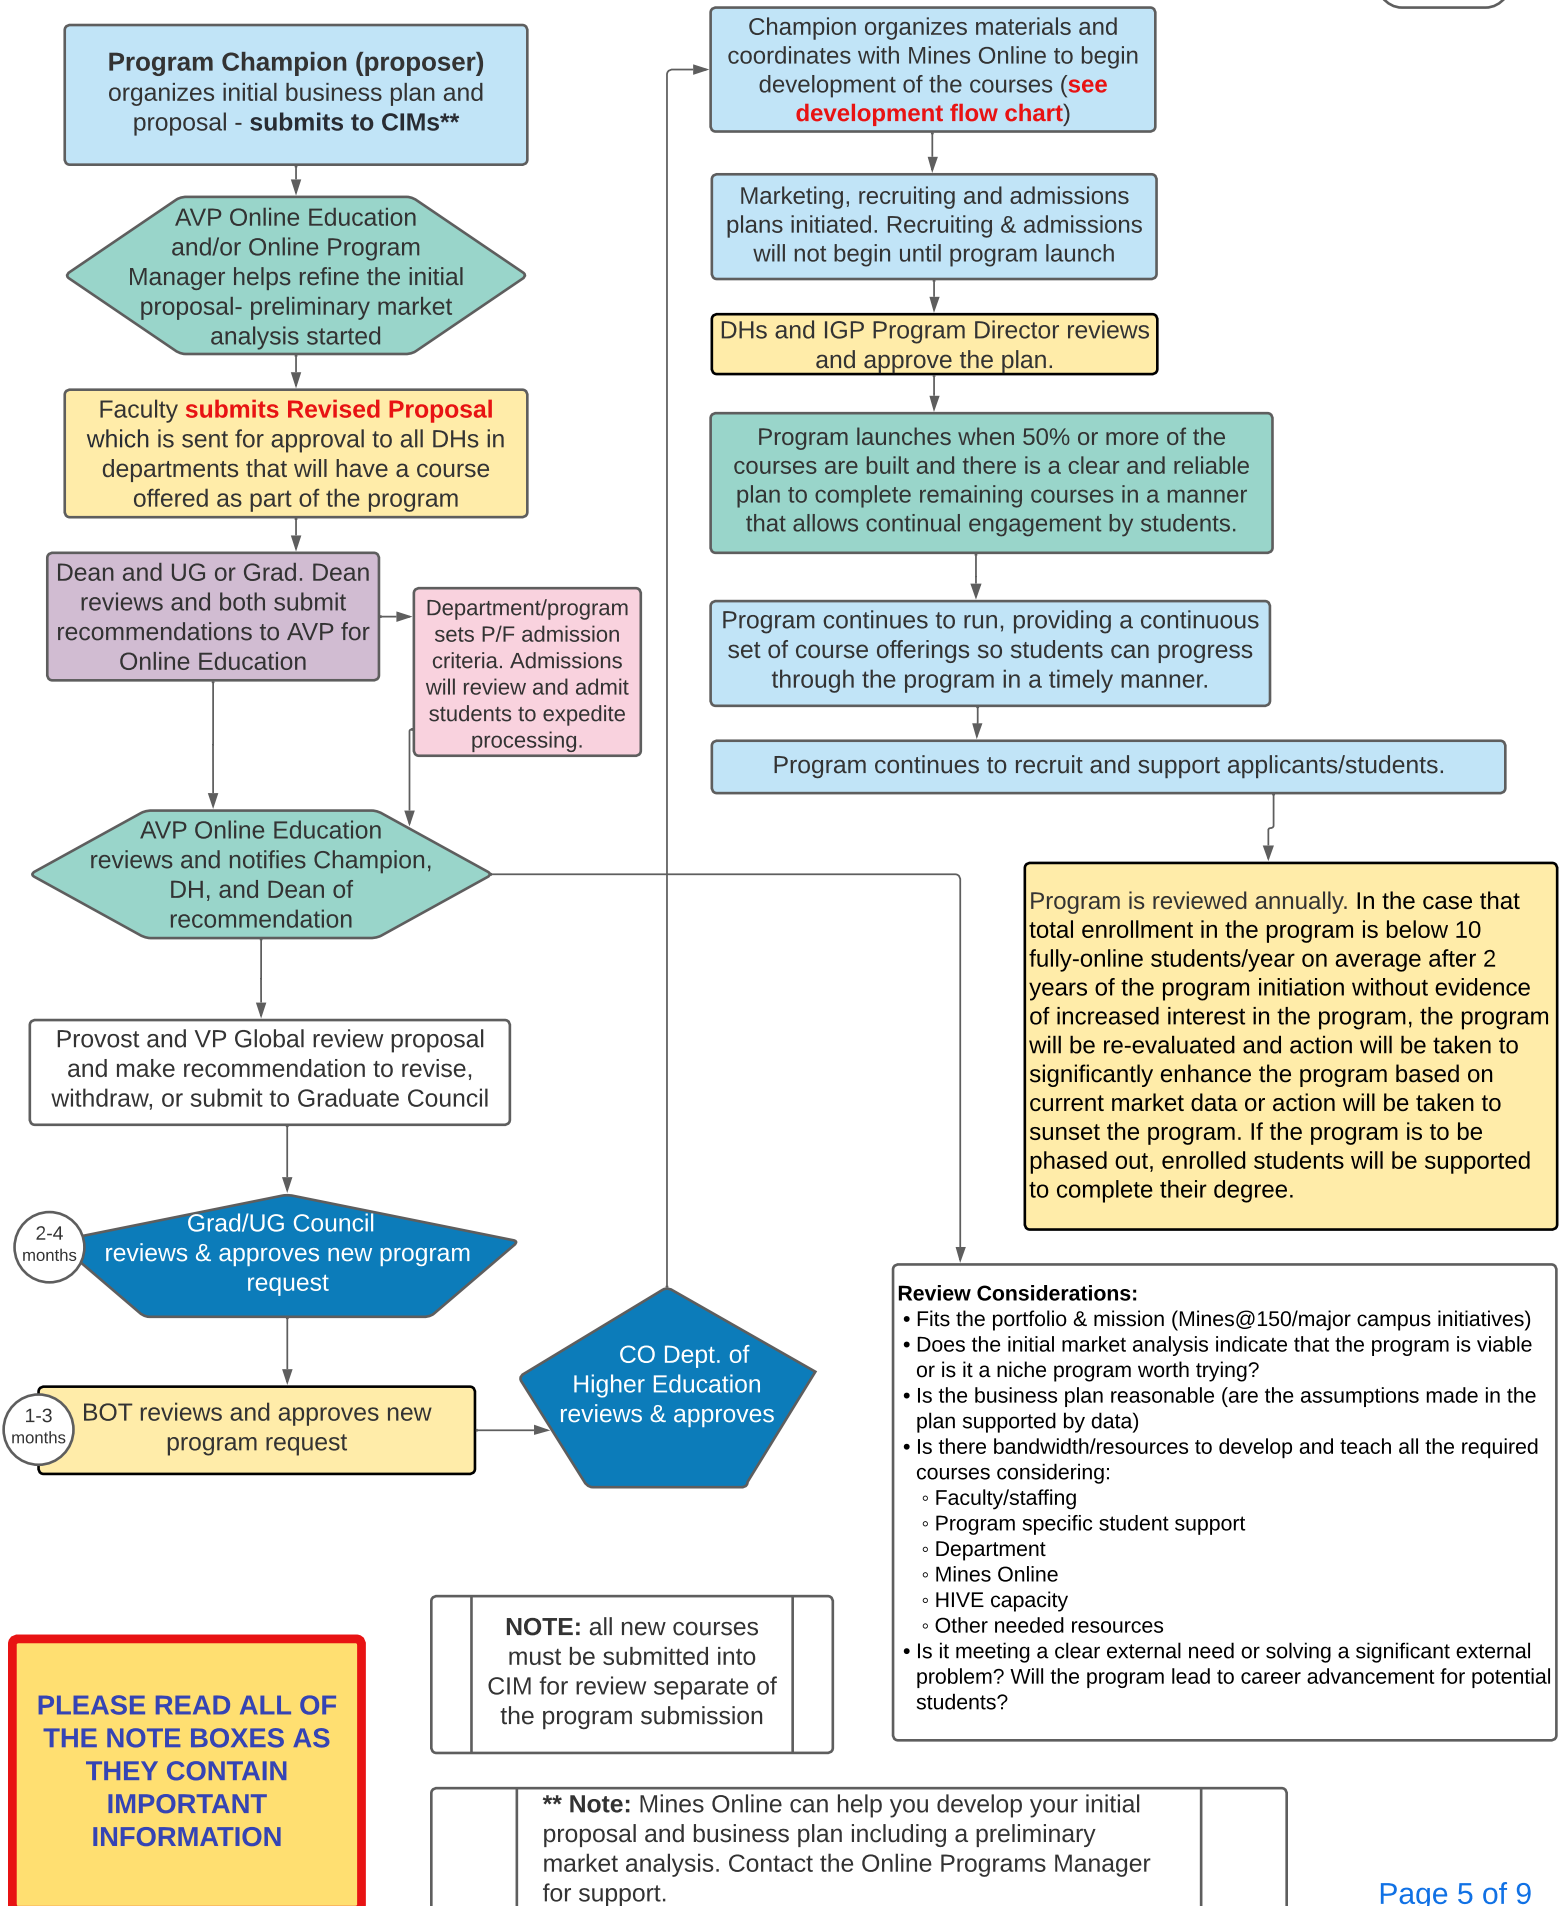 Program Champion (proposer)
organizes initial business plan and
proposal - submits to CIMs**
AVP Online Education
and/or Online Program
Manager helps refine the initial
proposal- preliminary market
analysis started
Faculty submits Revised Proposal
which is sent for approval to all DHs in
departments that will have a course
offered as part of the program
Dean and UG or Grad. Dean
reviews and both submit
recommendations to AVP for
Online Education
Department/program
sets P/F admission
criteria. Admissions
will review and admit
students to expedite
processing.
AVP Online Education
reviews and notifies Champion,
DH, and Dean of
recommendation
Provost and VP Global review proposal
and make recommendation to revise,
withdraw, or submit to Graduate Council
2-4
months
Grad/UG Council
reviews & approves new program
request
1-3
months
BOT reviews and approves new
program request
CO Dept. of
Higher Education
reviews & approves
Champion organizes materials and
coordinates with Mines Online to begin
development of the courses (see
development flow chart)
Marketing, recruiting and admissions
plans initiated. Recruiting & admissions
will not begin until program launch
DHs and IGP Program Director reviews
and approve the plan.
Program launches when 50% or more of the
courses are built and there is a clear and reliable
plan to complete remaining courses in a manner
that allows continual engagement by students.
Program continues to run, providing a continuous
set of course offerings so students can progress
through the program in a timely manner.
Program continues to recruit and support applicants/students.
Program is reviewed annually. In the case that
total enrollment in the program is below 10
fully-online students/year on average after 2
years of the program initiation without evidence
of increased interest in the program, the program
will be re-evaluated and action will be taken to
significantly enhance the program based on
current market data or action will be taken to
sunset the program. If the program is to be
phased out, enrolled students will be supported
to complete their degree.
Review Considerations:
• Fits the portfolio & mission (Mines@150/major campus initiatives)
• Does the initial market analysis indicate that the program is viable
or is it a niche program worth trying?
• Is the business plan reasonable (are the assumptions made in the
plan supported by data)
• Is there bandwidth/resources to develop and teach all the required
courses considering:
◦ Faculty/staffing
◦ Program specific student support
◦ Department
◦ Mines Online
◦ HIVE capacity
◦ Other needed resources
• Is it meeting a clear external need or solving a significant external
problem? Will the program lead to career advancement for potential
students?
NOTE: all new courses
must be submitted into
CIM for review separate of
the program submission
PLEASE READ ALL OF
THE NOTE BOXES AS
THEY CONTAIN
IMPORTANT
INFORMATION
** Note: Mines Online can help you develop your initial
proposal and business plan including a preliminary
market analysis. Contact the Online Programs Manager
for support.
Page 5 of 9